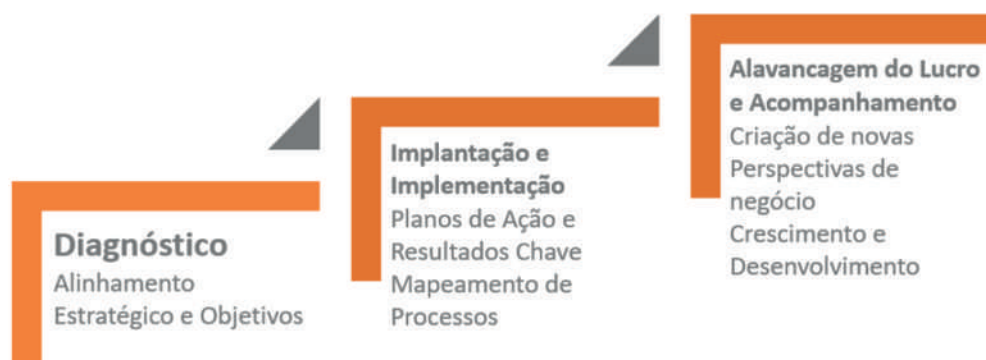 Diagnóstico
Alinhamento
Estratégico e Objetivos
Implantação e
Implementação
Planos de Ação e
Resultados Chave
Mapeamento de
Processos
Alavancagem do Lucro
e Acompanhamento
Criação de novas
Perspectivas de
negócio
Crescimento e
Desenvolvimento